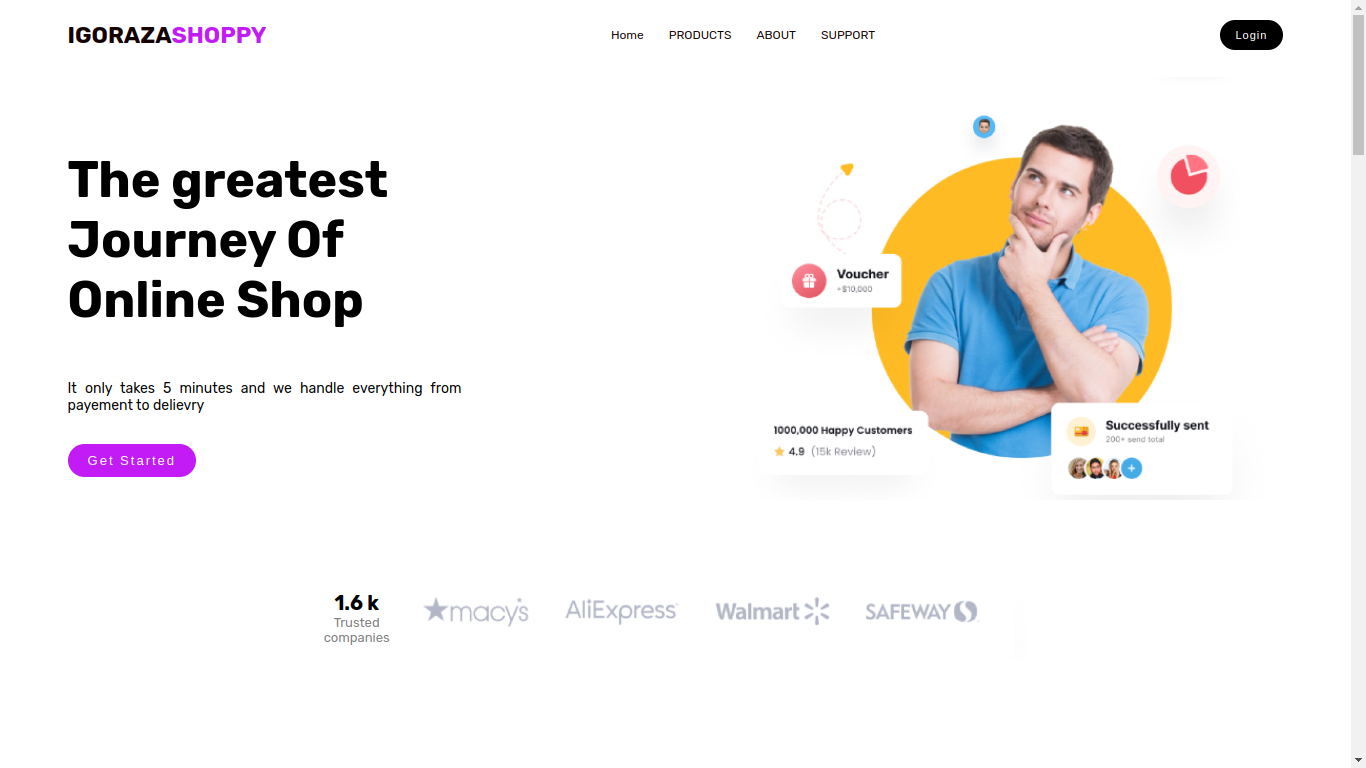 IGORAZASHOPPY
Home PRODUCTS ABOUT SUPPORT
Login
The greatest
Journey Of
Online Shop
It only takes 5 minutes and we handle everything from
payement to delievry
Get Started
Voucher
+$10,000
1000,000 Happy Customers
4.9 (15k Review)
Successfully sent
200+ send total
+
1.6 k
Trusted
companies
macy's
AliExpress
Walmart
SAFEWAY